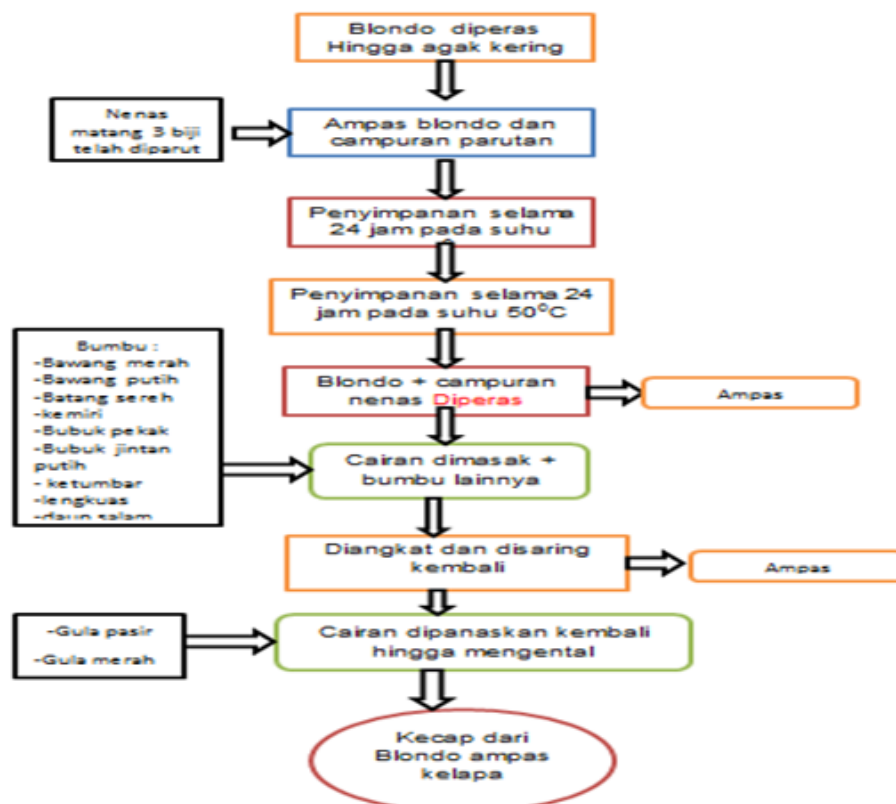 Blondo diperas
Hingga agak kering
Nenas
matang 3 biji
telah diparut
Ampas blondo dan
campuran parutan
Penyimpanan selama
24 jam pada suhu
Penyimpanan selama 24
jam pada suhu 50⁰C
Bumbu :
-Bawang merah
-Bawang putih
-Batang sereh
-kemiri
-Bubuk pekak
-Bubuk jintan
putih
- ketumbar
-lengkuas
-daun salam
Blondo + campuran
nenas Diperas
Ampas
Cairan dimasak +
bumbu lainnya
Diangkat dan disaring
kembali
Ampas
-Gula pasir
-Gula merah
Cairan dipanaskan kembali
hingga mengental
Kecap dari
Blondo ampas
kelapa